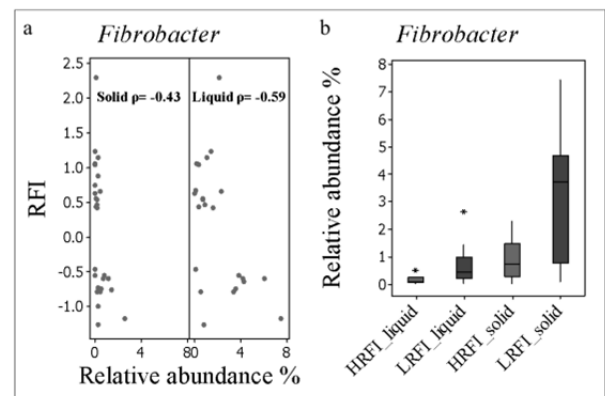 a
Fibrobacter
RFI
2.5
2.0
1.5
1.0
0.5
0.0
-0.5
-1.0
Solid ρ= -0.43
Liquid ρ= -0.59
0 4 8 0 4 8
Relative abundance %
b
Fibrobacter
Relative abundance %
8
7
6
5
4
3
2
1
0
HRFI_liquid
LRFI_liquid
HRFI_solid
LRFI_solid